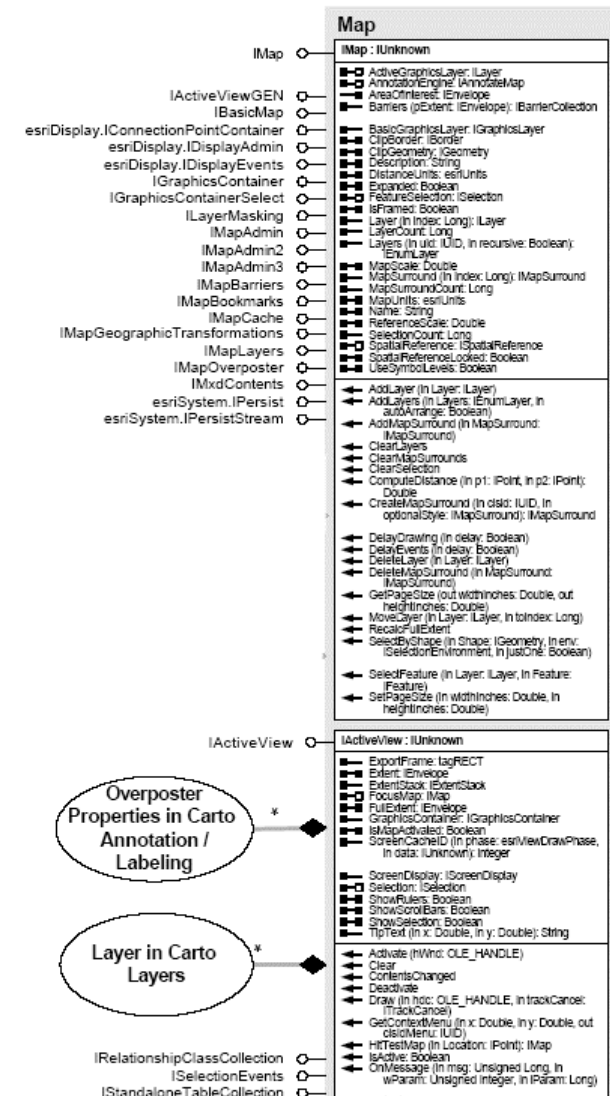 Map
IMap
IMap : IUnknown
ActiveGraphicsLayer: ILayer
AnnotationEngine: IAnnotateMap
AreaOfInterest: IEnvelope
Barriers (pExtent: IEnvelope): IBarrierCollection
BasicGraphicsLayer: IGraphicsLayer
ClipBorder: IBorder
ClipGeometry: IGeometry
Description: String
DistanceUnits: esriUnits
Expanded: Boolean
FeatureSelection: ISelection
IsFramed: Boolean
Layer (in Index: Long): ILayer
LayerCount: Long
Layers (in uid: IUID, in recursive: Boolean):
IEnumLayer
MapScale: Double
MapSurround (in Index: Long): IMapSurround
MapSurroundCount: Long
MapUnits: esriUnits
Name: String
ReferenceScale: Double
SelectionCount: Long
SpatialReference: ISpatialReference
SpatialReferenceLocked: Boolean
UseSymbolLevels: Boolean
AddLayer (in Layer: ILayer)
AddLayers (in Layers: IEnumLayer, in
autoArrange: Boolean)
AddMapSurround (in MapSurround:
IMapSurround)
ClearLayers
ClearMapSurrounds
ClearSelection
ComputeDistance (in p1: IPoint, in p2: IPoint):
Double
CreateMapSurround (in clsid: IUID, in
optionalStyle: IMapSurround): IMapSurround
DelayDrawing (in delay: Boolean)
DelayEvents (in delay: Boolean)
DeleteLayer (in Layer: ILayer)
DeleteMapSurround (in MapSurround:
IMapSurround)
GetPageSize (out widthInches: Double, out
heightInches: Double)
MoveLayer (in Layer: ILayer, in toIndex: Long)
RecalcFullExtent
SelectByShape (in Shape: IGeometry, in env:
ISelectionEnvironment, in justOne: Boolean)
SelectFeature (in Layer: ILayer, in Feature:
IFeature)
SetPageSize (in widthInches: Double, in
heightInches: Double)
IActiveViewGEN
IBasicMap
esriDisplay.IConnectionPointContainer
esriDisplay.IDisplayAdmin
esriDisplay.IDisplayEvents
IGraphicsContainer
IGraphicsContainerSelect
ILayerMasking
IMapAdmin
IMapAdmin2
IMapAdmin3
IMapBarriers
IMapBookmarks
IMapCache
IMapGeographicTransformations
IMapLayers
IMapOverposter
IMxdContents
esriSystem.IPersist
esriSystem.IPersistStream
IActiveView
IActiveView : IUnknown
ExportFrame: tagRECT
Extent: IEnvelope
ExtentStack: IExtentStack
FocusMap: IMap
FullExtent: IEnvelope
GraphicsContainer: IGraphicsContainer
IsMapActivated: Boolean
ScreenCacheID (in phase: esriViewDrawPhase,
in data: IUnknown): Integer
ScreenDisplay: IScreenDisplay
Selection: ISelection
ShowRulers: Boolean
ShowScrollBars: Boolean
ShowSelection: Boolean
TipText (in x: Double, in y: Double): String
Activate (hWnd: OLE_HANDLE)
Clear
ContentsChanged
Deactivate
Draw (in hdc: OLE_HANDLE, in trackCancel:
ITrackCancel)
GetContextMenu (in x: Double, in y: Double, out
clsidMenu: IUID)
HitTestMap (in Location: IPoint): IMap
IsActive: Boolean
OnMessage (in msg: Unsigned Long, in
wParam: Unsigned Integer, in lParam: Long)
Overposter
Properties in Carto
Annotation /
Labeling
*
Layer in Carto
Layers
*
IRelationshipClassCollection
ISelectionEvents
IStandaloneTableCollection